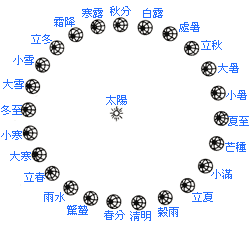 秋分
白露
處暑
立秋
大暑
小暑
夏至
芒種
小滿
立夏
穀雨
清明
春分
驚蟄
雨水
立春
大寒
小寒
冬至
大雪
小雪
立冬
霜降
寒露
太陽